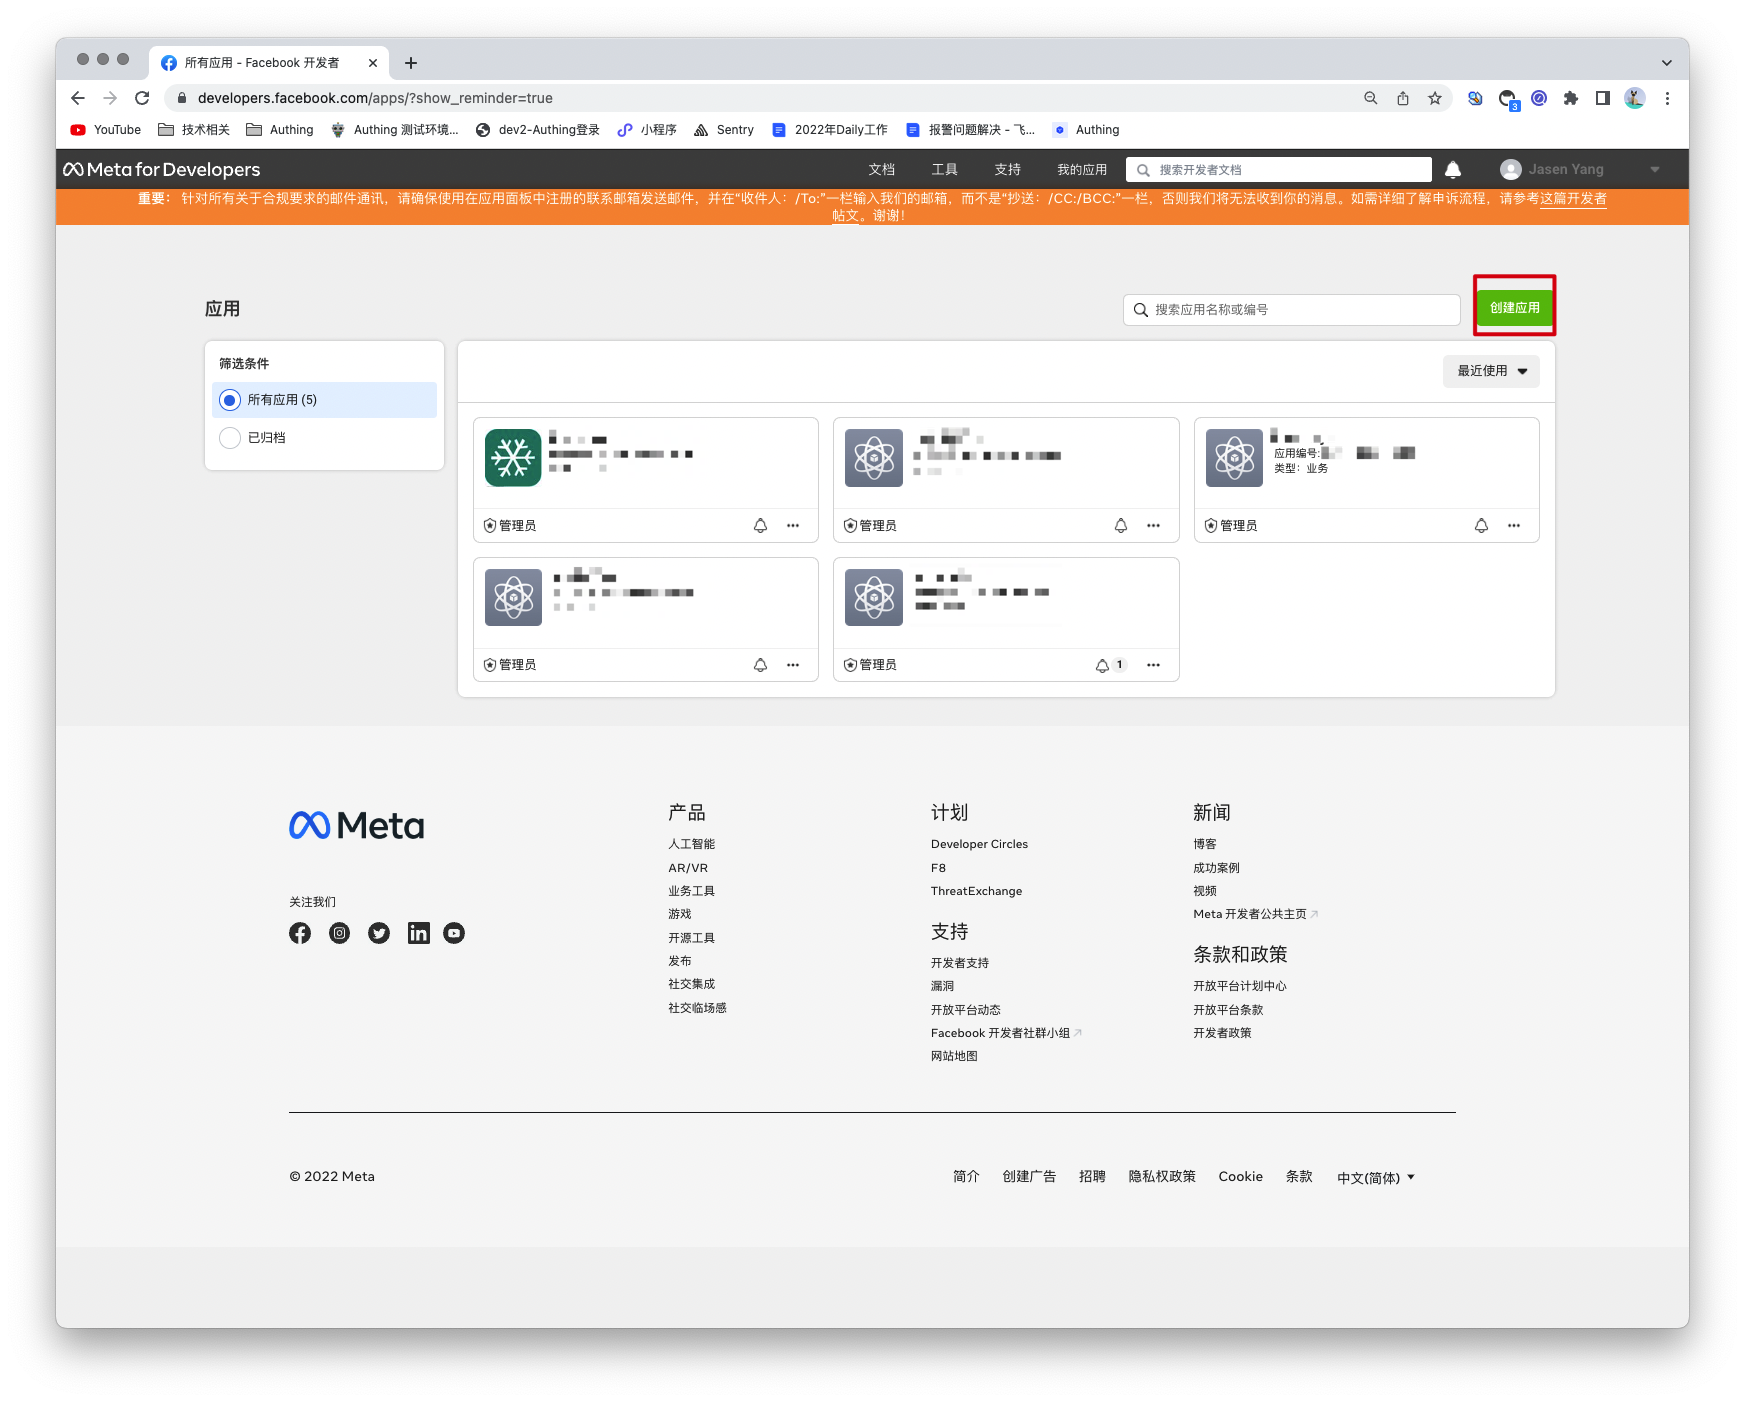 所有应用 - Facebook 开发者
developers.facebook.com/apps/?show_reminder=true
YouTube 技术相关 Authing Authing 测试环境... dev2-Authing登录 小程序 Sentry 2022年Daily工作 报警问题解决 - 飞... Authing
3
Meta for Developers 文档 工具 支持 我的应用 搜索开发者文档 Jasen Yang
重要： 针对所有关于合规要求的邮件通讯，请确保使用在应用面板中注册的联系邮箱发送邮件，并在“收件人：/To:”一栏输入我们的邮箱，而不是“抄送：/CC:/BCC:”一栏，否则我们将无法收到你的消息。如需详细了解申诉流程，请参考这篇开发者
帖文。谢谢！
应用 搜索应用名称或编号 创建应用
筛选条件
所有应用 (5)
已归档
最近使用
应用编号:
类型：业务
管理员 管理员 管理员
管理员 管理员 1
Meta
关注我们
产品
人工智能
AR/VR
业务工具
游戏
开源工具
发布
社交集成
社交临场感
计划
Developer Circles
F8
ThreatExchange
支持
开发者支持
漏洞
开放平台动态
Facebook 开发者社群小组
网站地图
新闻
博客
成功案例
视频
Meta 开发者公共主页
条款和政策
开放平台计划中心
开放平台条款
开发者政策
© 2022 Meta 简介 创建广告 招聘 隐私权政策 Cookie 条款 中文(简体)